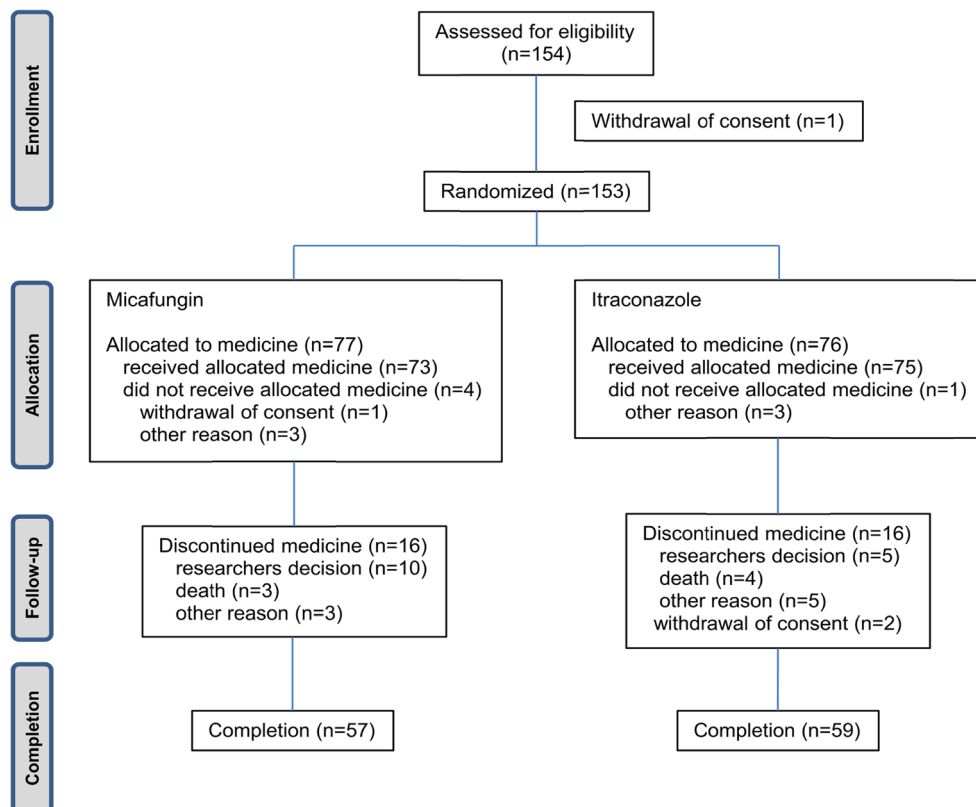 Enrollment
Assessed for eligibility
(n=154)
Withdrawal of consent (n=1)
Randomized (n=153)
Allocation
Micafungin
Allocated to medicine (n=77)
received allocated medicine (n=73)
did not receive allocated medicine (n=4)
withdrawal of consent (n=1)
other reason (n=3)
Itraconazole
Allocated to medicine (n=76)
received allocated medicine (n=75)
did not receive allocated medicine (n=1)
other reason (n=3)
Follow-up
Discontinued medicine (n=16)
researchers decision (n=10)
death (n=3)
other reason (n=3)
Discontinued medicine (n=16)
researchers decision (n=5)
death (n=4)
other reason (n=5)
withdrawal of consent (n=2)
Completion
Completion (n=57)
Completion (n=59)